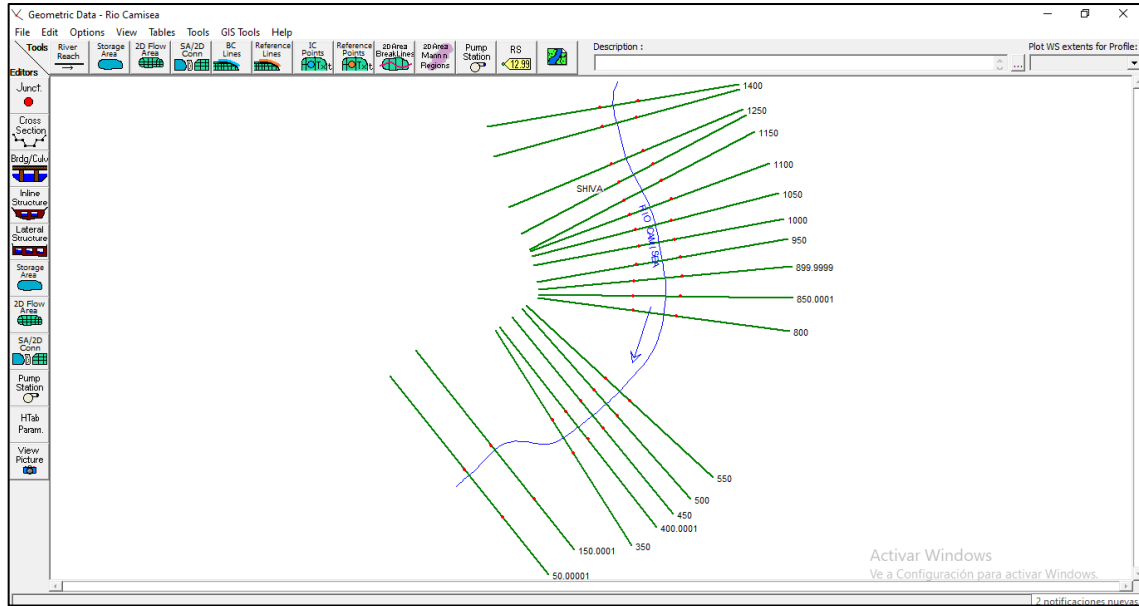 Geometric Data - Rio Camisea
File Edit Options View Tables Tools GIS Tools Help
Tools
Editors
River Reach
Storage Area
2D Flow Area
SA/2D Conn
BC Lines
Reference Lines
IC Points
Reference Points
2D Area BreakLines
2D Area Mann n Regions
Pump Station
RS
12.99
Description :
...
Plot WS extents for Profile:
Junct.
Cross Section
Brdg/Culv
Inline Structure
Lateral Structure
Storage Area
2D Flow Area
SA/2D Conn
Pump Station
HTab Param.
View Picture
1400
1250
1150
1100
1050
1000
950
899.9999
850.0001
800
550
500
450
400.0001
350
150.0001
50.00001
SHIVA
RIO CAMISEA
Activar Windows
Ve a Configuración para activar Windows.
2 notificaciones nuevas